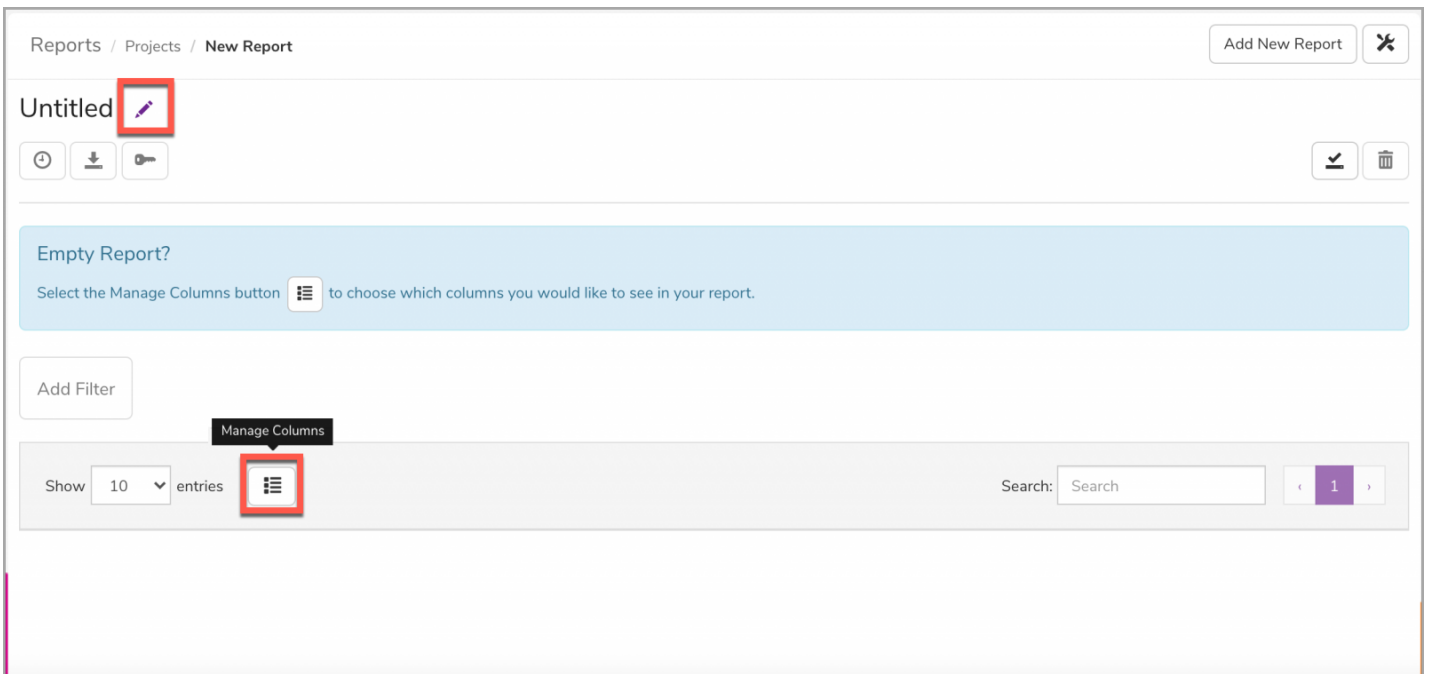 Reports / Projects / New Report
Add New Report
Untitled
Empty Report?
Select the Manage Columns button to choose which columns you would like to see in your report.
Add Filter
Manage Columns
Show 10 entries
Search: Search ‹ 1 ›